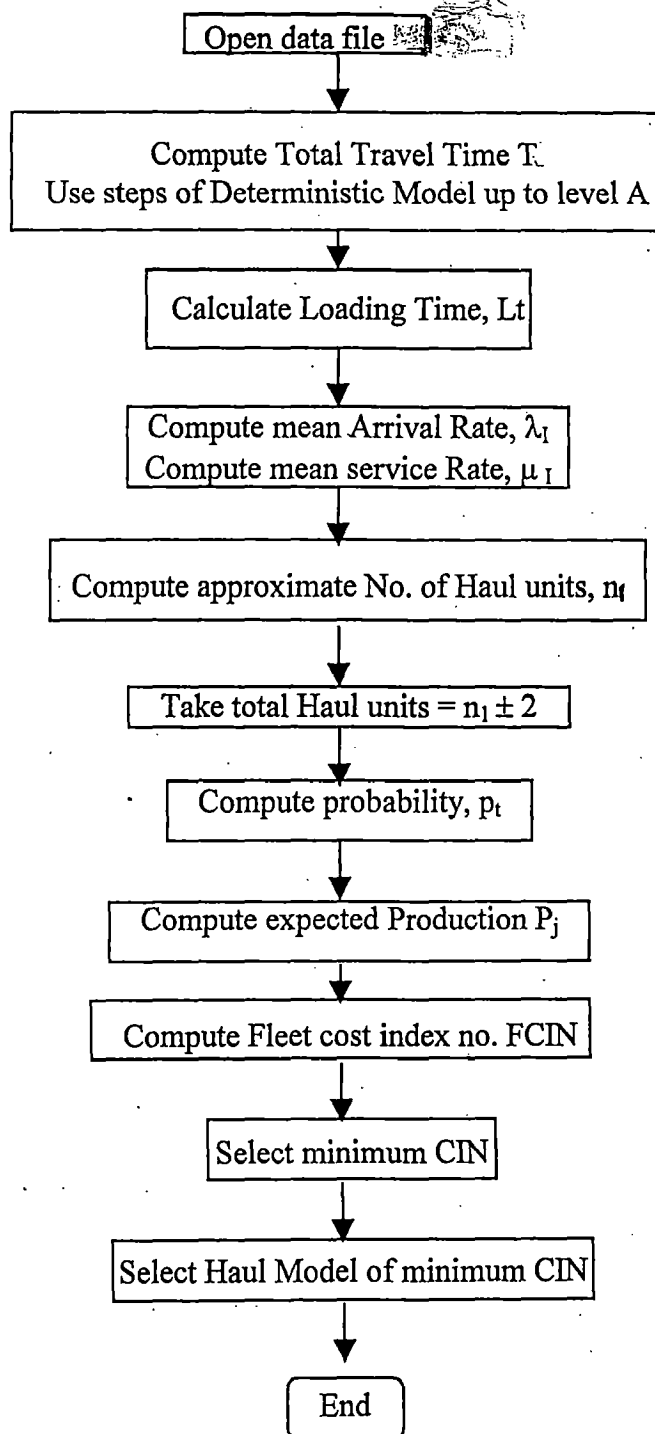 Open data file
Compute Total Travel Time T
Use steps of Deterministic Model up to level A
Calculate Loading Time, Lt
Compute mean Arrival Rate, λI
Compute mean service Rate, μ I
Compute approximate No. of Haul units,
Take total Haul units = n1 ± 2
Compute probability, pt
Compute expected Production Pj
Compute Fleet cost index no. FCIN
Select minimum CIN
Select Haul Model of minimum CIN
End